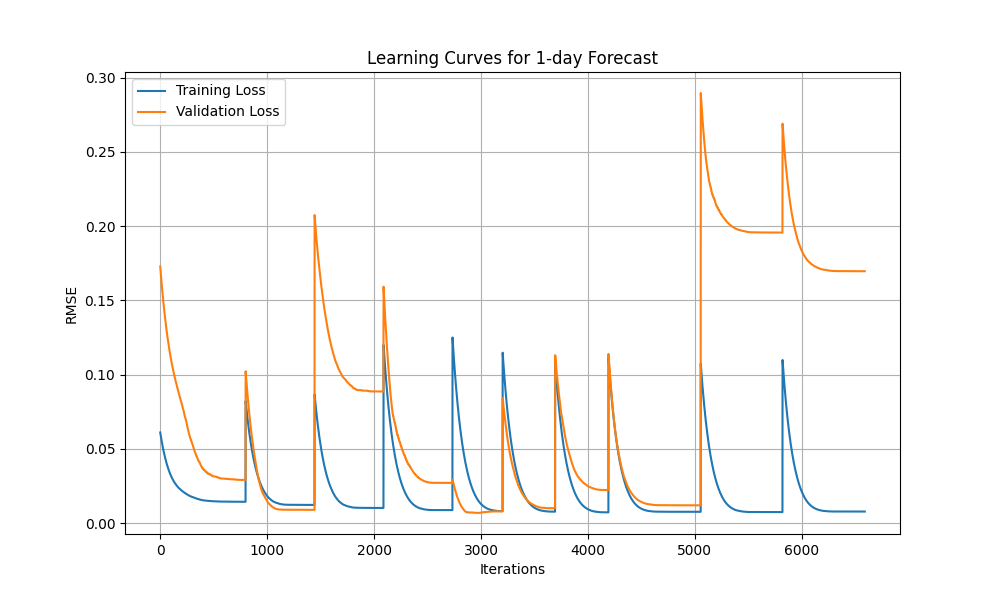 Learning Curves for 1-day Forecast
Training Loss
Validation Loss
RMSE
0.30
0.25
0.20
0.15
0.10
0.05
0.00
0 1000 2000 3000 4000 5000 6000
Iterations